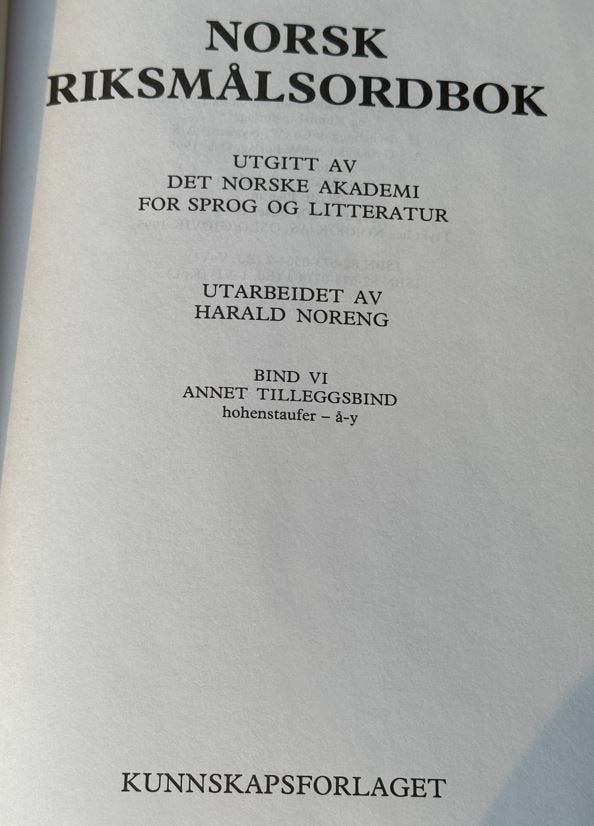 NORSK
RIKSMÅLSORDBOK
UTGITT AV
DET NORSKE AKADEMI
FOR SPROG OG LITTERATUR
UTARBEIDET AV
HARALD NORENG
BIND VI
ANNET TILLEGGSBIND
hohenstaufer – å-y
KUNNSKAPSFORLAGET